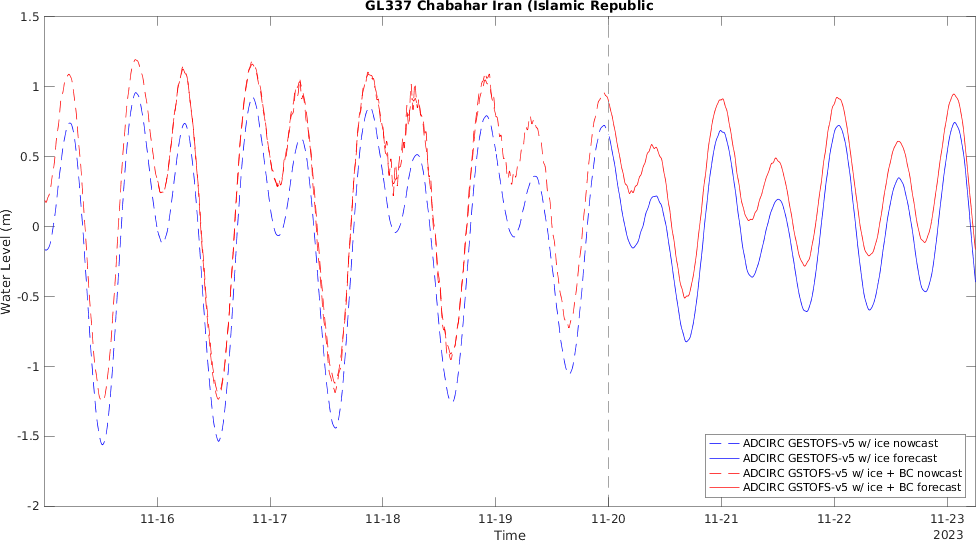 GL337 Chabahar Iran (Islamic Republic
1.5
1
0.5
0
-0.5
-1
-1.5
-2
Water Level (m)
ADCIRC GESTOFS-v5 w/ ice nowcast
ADCIRC GESTOFS-v5 w/ ice forecast
ADCIRC GSTOFS-v5 w/ ice + BC nowcast
ADCIRC GSTOFS-v5 w/ ice + BC forecast
11-16 11-17 11-18 11-19 11-20 11-21 11-22 11-23
Time 2023